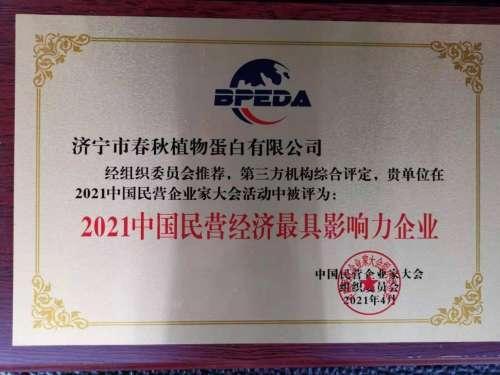 BPEDA
济宁市春秋植物蛋白有限公司
经组织委员会推荐，第三方机构综合评定，贵单位在
2021中国民营企业家大会活动中被评为：
2021中国民营经济最具影响力企业
中国民营企业家大会
组织委员会
2021年4月